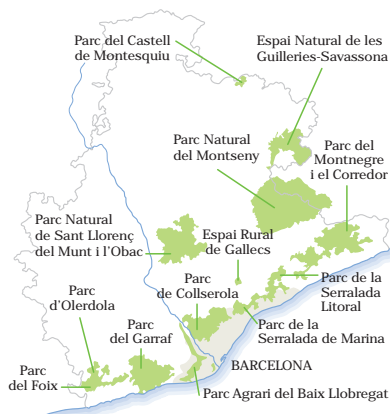 Parc del Castell
de Montesquiu
Espai Natural de les
Guilleries-Savassona
Parc Natural
del Montseny
Parc del
Montnegre
i el Corredor
Parc Natural
de Sant Llorenç
del Munt i l'Obac
Espai Rural
de Gallecs
Parc
de Collserola
Parc de la
Serralada
Litoral
Parc
d'Olerdola
Parc
del Garraf
Parc de la
Serralada de Marina
Parc
del Foix
BARCELONA
Parc Agrari del Baix Llobregat